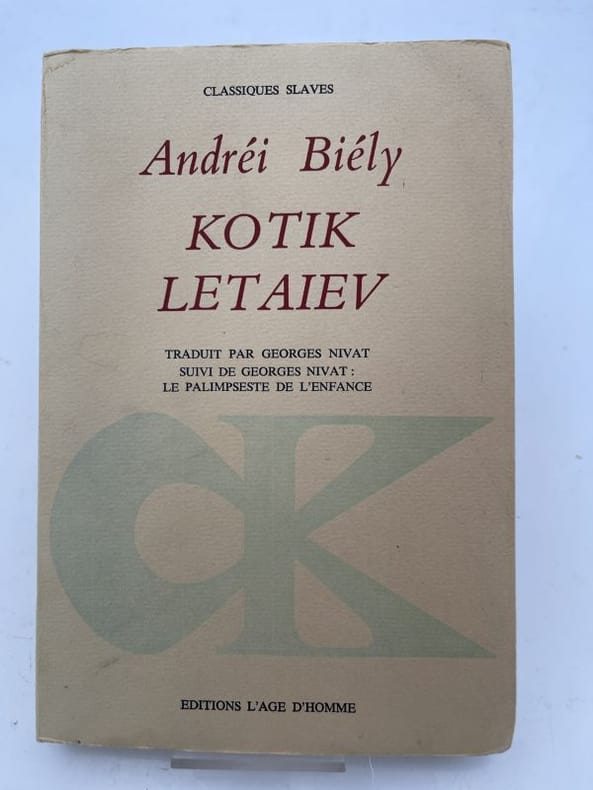 CLASSIQUES SLAVES
Andréi Biély
KOTIK
LETAIEV
TRADUIT PAR GEORGES NIVAT
SUIVI DE GEORGES NIVAT :
LE PALIMPSESTE DE L'ENFANCE
CK
EDITIONS L'AGE D'HOMME